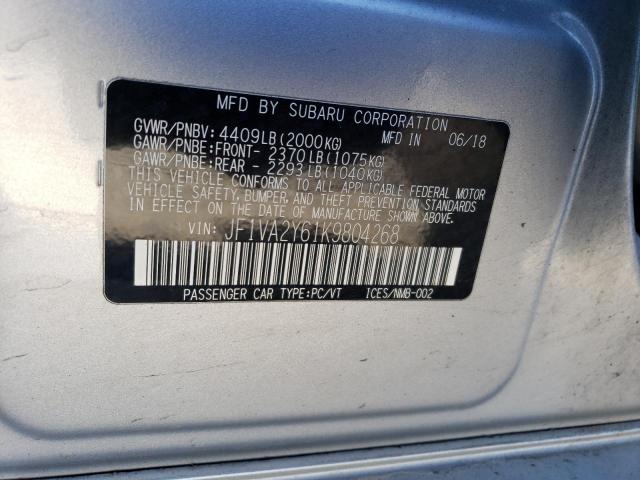 MFD BY SUBARU CORPORATION
GVWR/PNBV: 4409LB(2000KG) MFD IN 06/18
GAWR/PNBE:FRONT- 2370LB(1075KG)
GAWR/PNBE:REAR - 2293LB(1040KG)
THIS VEHICLE CONFORMS TO ALL APPLICABLE FEDERAL MOTOR
VEHICLE SAFETY, BUMPER, AND THEFT PREVENTION STANDARDS
IN EFFECT ON THE DATE OF MANUFACTURE SHOWN ABOVE.
VIN: JF1VA2Y61K9804268
PASSENGER CAR TYPE:PC/VT ICES/NMB-002